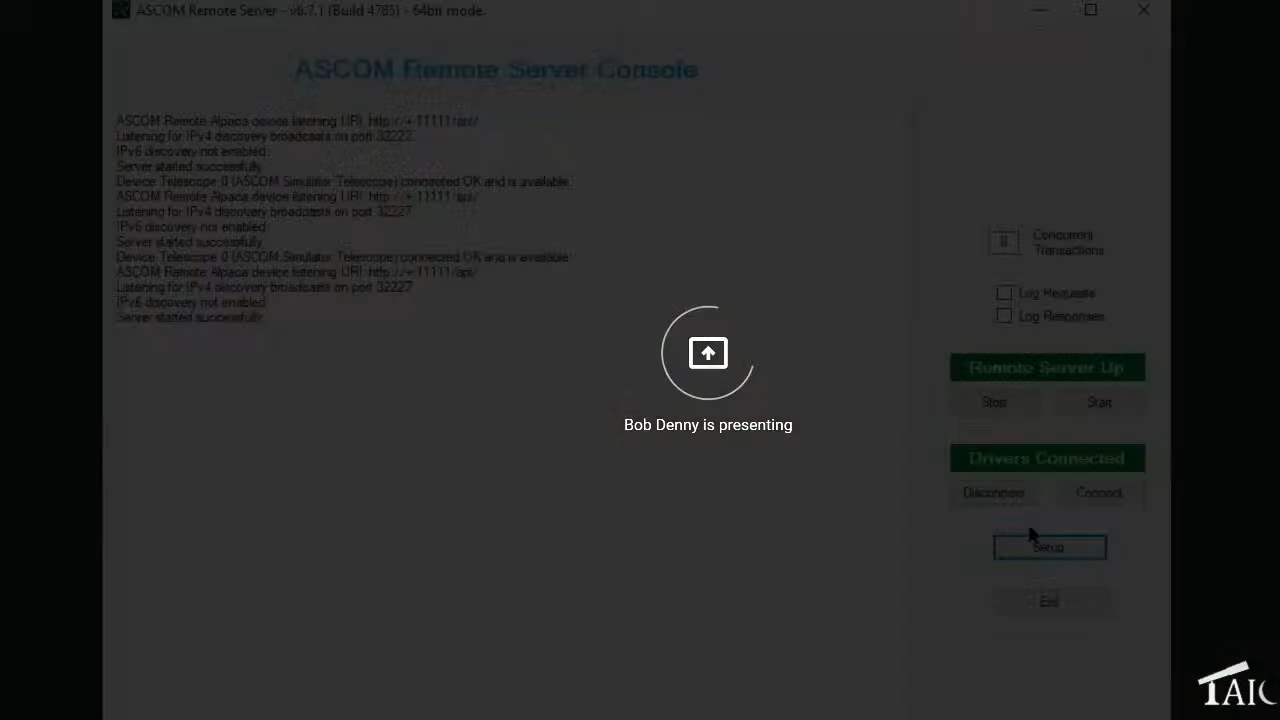 ASCOM Remote Server - v6.7.1 (Build 4785) - 64bit mode.
ASCOM Remote Server Console
ASCOM Remote Alpaca device listening URI: http://+:11111/api/
Listening for IPv4 discovery broadcasts on port 32227.
IPv6 discovery not enabled.
Server started successfully.
Device Telescope 0 (ASCOM.Simulator.Telescope) connected OK and is available
ASCOM Remote Alpaca device listening URI: http://+:11111/api/
Listening for IPv4 discovery broadcasts on port 32227
IPv6 discovery not enabled
Server started successfully
Device Telescope 0 (ASCOM.Simulator.Telescope) connected OK and is available
ASCOM Remote Alpaca device listening URI: http://+:11111/api/
Listening for IPv4 discovery broadcasts on port 32227
IPv6 discovery not enabled
Server started successfully
Concurrent
Transactions
Log Requests
Log Responses
Remote Server Up
Stop Start
Drivers Connected
Disconnect Connect
Setup
Exit
Bob Denny is presenting
TAIC